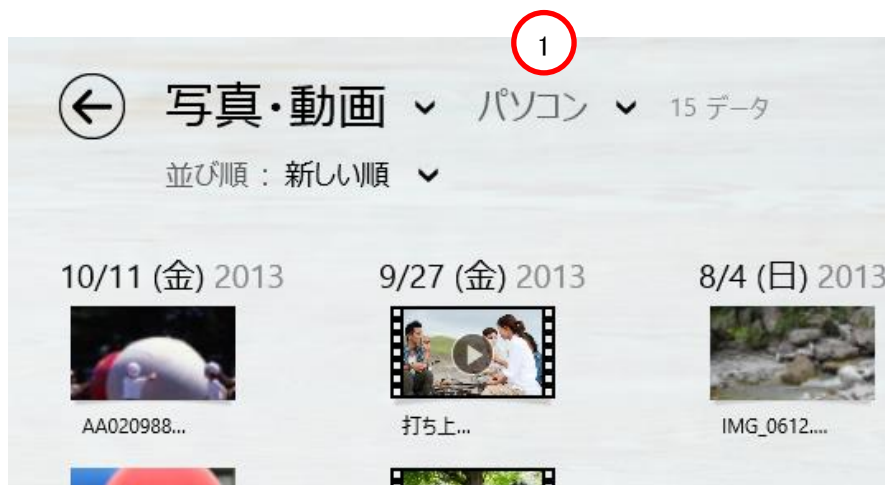 1
写真・動画 パソコン 15 データ
並び順 : 新しい順
10/11 (金) 2013 9/27 (金) 2013 8/4 (日) 2013
AA020988... 打ち上... IMG_0612....